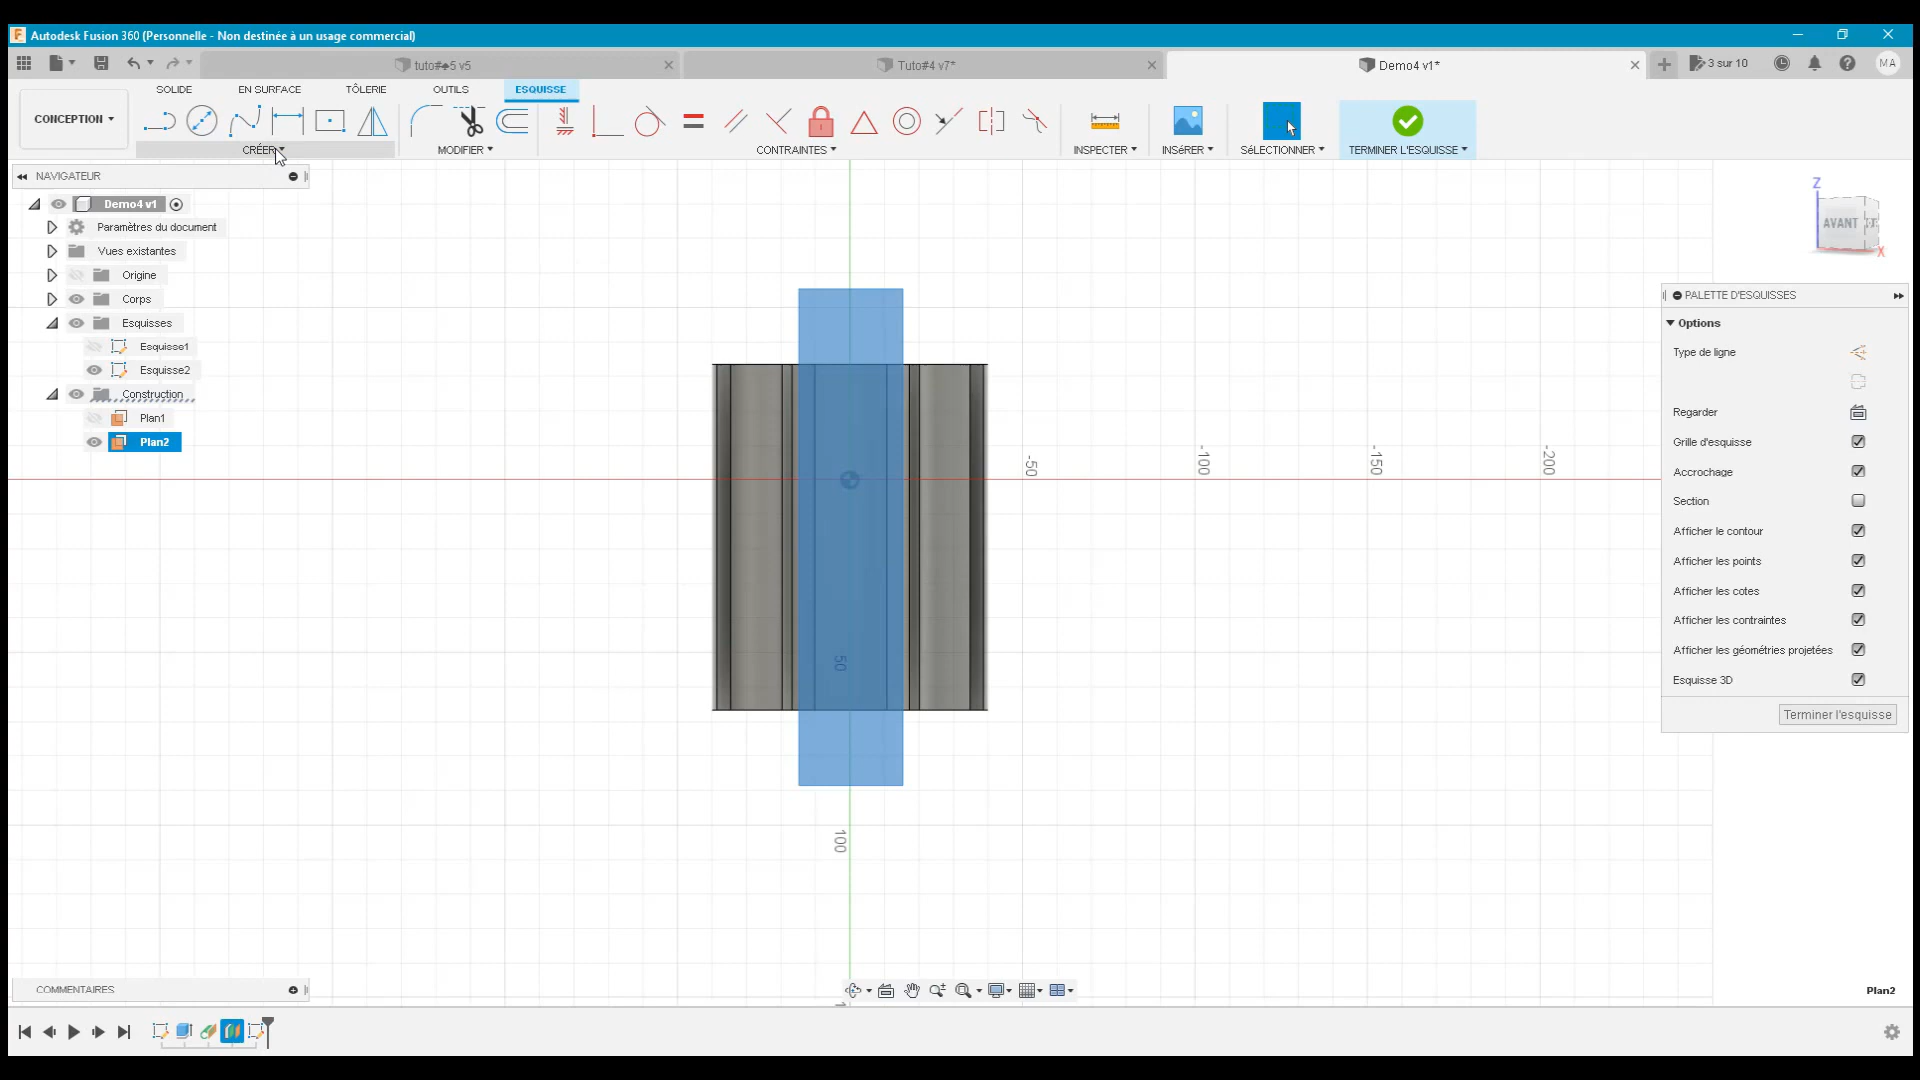 Autodesk Fusion 360 (Personnelle - Non destinée à un usage commercial)
tuto#♠5 v5
Tuto#4 v7*
Demo4 v1*
3 sur 10
MA
SOLIDE
EN SURFACE
TÔLERIE
OUTILS
ESQUISSE
CONCEPTION
CRÉER
MODIFIER
CONTRAINTES
INSPECTER
INSéRER
SéLECTIONNER
TERMINER L'ESQUISSE
NAVIGATEUR
Demo4 v1
Paramètres du document
Vues existantes
Origine
Corps
Esquisses
Esquisse1
Esquisse2
Construction
Plan1
Plan2
Z
AVANT
X
-50
-100
-150
-200
50
100
PALETTE D'ESQUISSES
Options
Type de ligne
Regarder
Grille d'esquisse
Accrochage
Section
Afficher le contour
Afficher les points
Afficher les cotes
Afficher les contraintes
Afficher les géométries projetées
Esquisse 3D
Terminer l'esquisse
COMMENTAIRES
Plan2